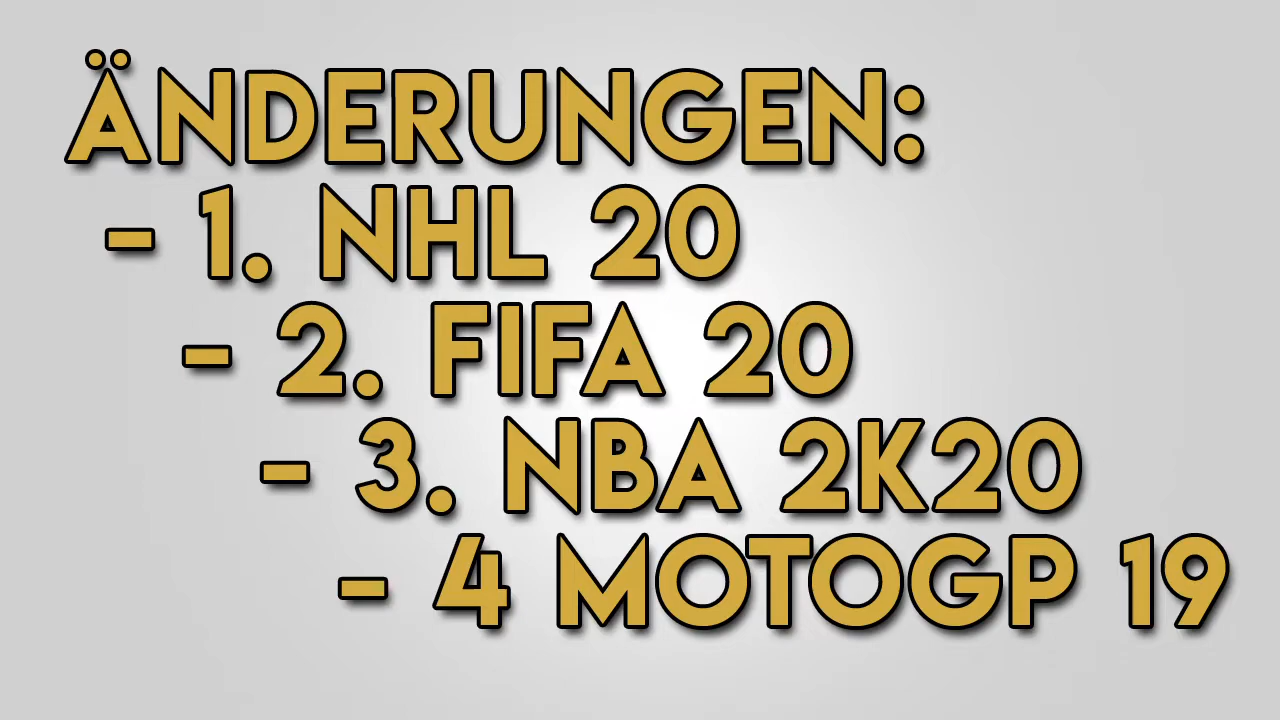 ÄNDERUNGEN:
- 1. NHL 20
- 2. FIFA 20
- 3. NBA 2K20
- 4 MOTOGP 19